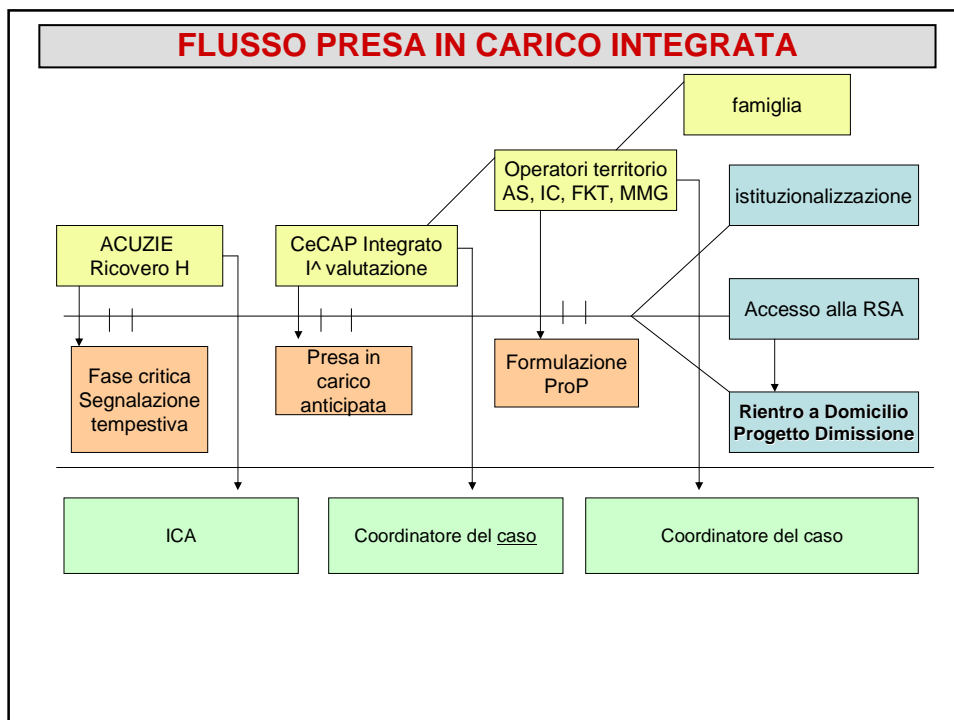 FLUSSO PRESA IN CARICO INTEGRATA
famiglia
Operatori territorio
AS, IC, FKT, MMG
istituzionalizzazione
ACUZIE
Ricovero H
CeCAP Integrato
I^ valutazione
Accesso alla RSA
Fase critica
Segnalazione
tempestiva
Presa in
carico
anticipata
Formulazione
ProP
Rientro a Domicilio
Progetto Dimissione
ICA
Coordinatore del caso
Coordinatore del caso